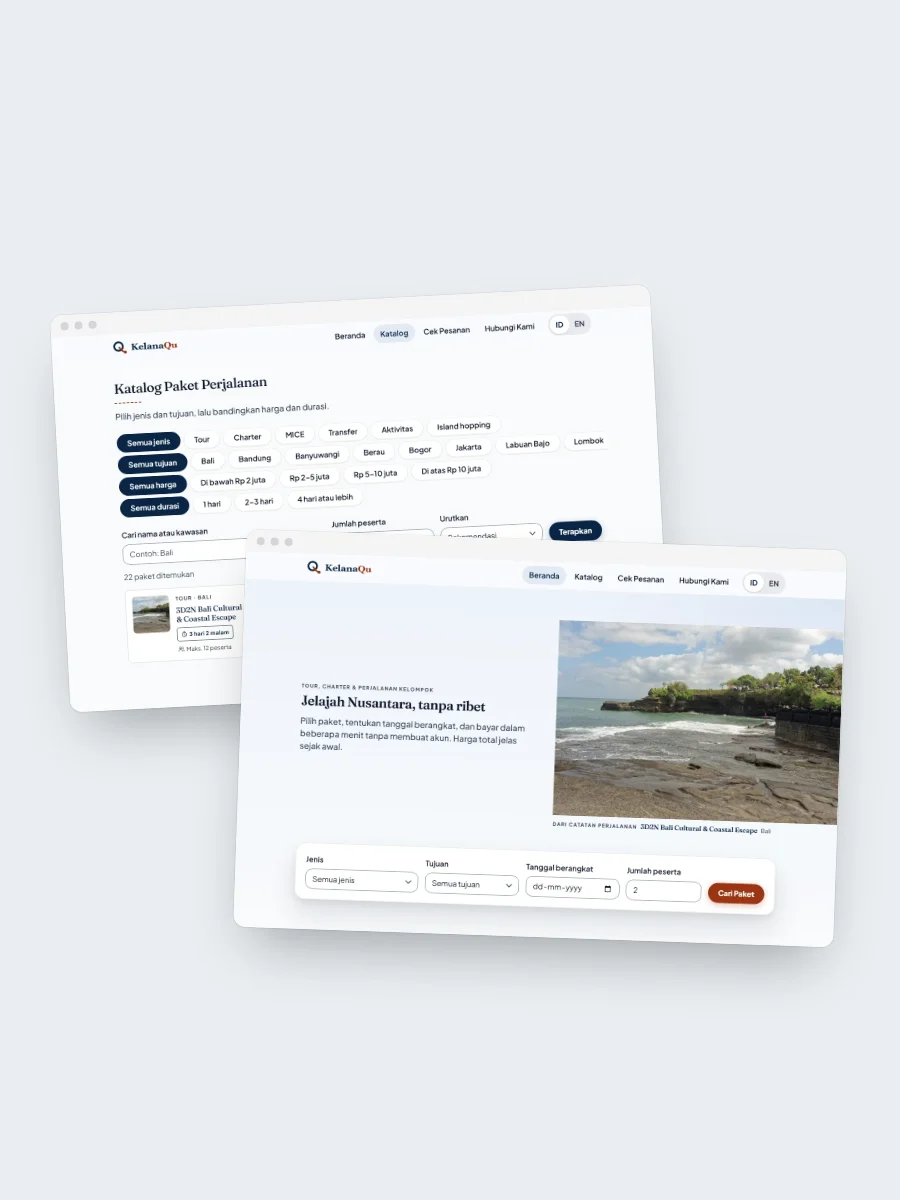 KelanaQu
Beranda Katalog Cek Pesanan Hubungi Kami ID EN
Katalog Paket Perjalanan
Pilih jenis dan tujuan, lalu bandingkan harga dan durasi.
Semua jenis Tour Charter MICE Transfer Aktivitas Island hopping
Semua tujuan Bali Bandung Banyuwangi Berau Bogor Jakarta Labuan Bajo Lombok
Semua harga Di bawah Rp 2 juta Rp 2–5 juta Rp 5–10 juta Di atas Rp 10 juta
Semua durasi 1 hari 2–3 hari 4 hari atau lebih
Cari nama atau kawasan Jumlah peserta Urutkan
Contoh: Bali Terapkan
22 paket ditemukan
TOUR · BALI
3D2N Bali Cultural
& Coastal Escape
3 hari 2 malam
Maks. 12 peserta
KelanaQu
Beranda Katalog Cek Pesanan Hubungi Kami ID EN
TOUR, CHARTER & PERJALANAN KELOMPOK
Jelajah Nusantara, tanpa ribet
Pilih paket, tentukan tanggal berangkat, dan bayar dalam
beberapa menit tanpa membuat akun. Harga total jelas
sejak awal.
DARI CATATAN PERJALANAN 3D2N Bali Cultural & Coastal Escape Bali
Jenis Tujuan Tanggal berangkat Jumlah peserta
Semua jenis Semua tujuan dd-mm-yyyy 2 Cari Paket